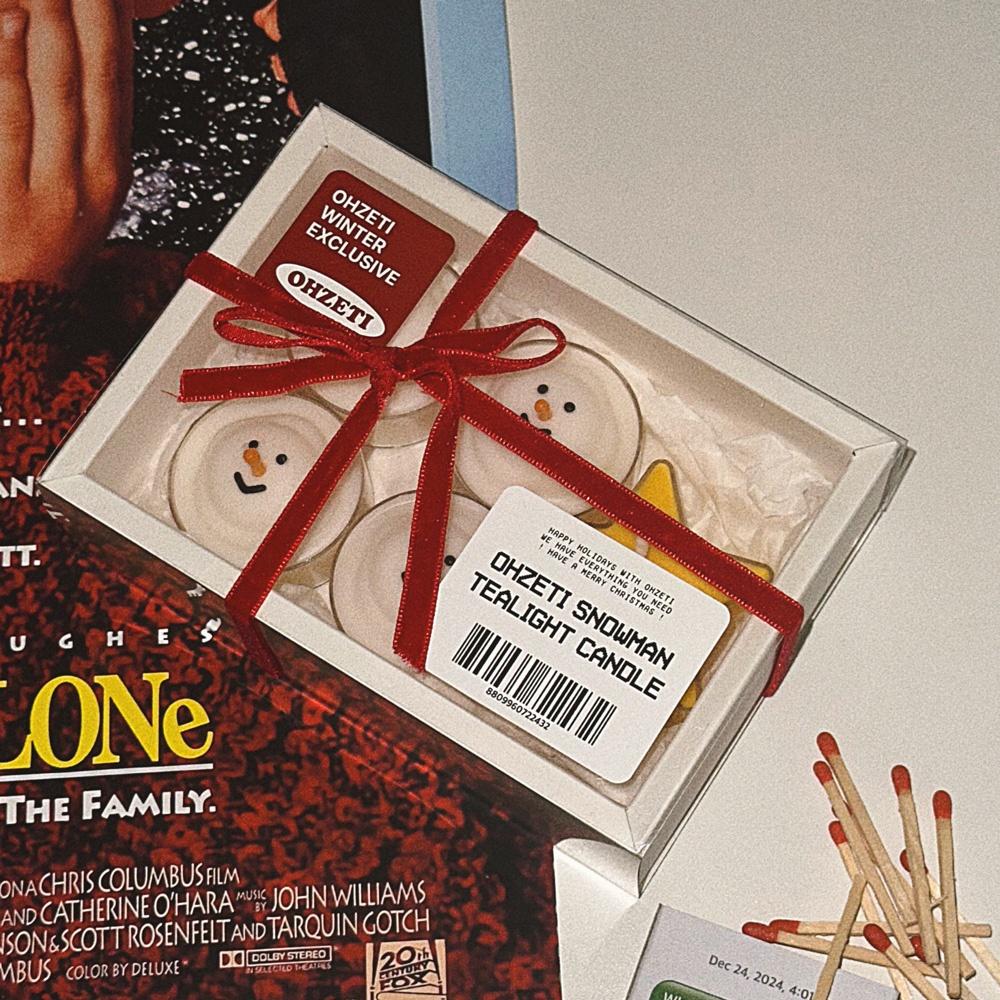 OHZETI
WINTER
EXCLUSIVE
OHZETI
HAPPY HOLIDAYS WITH OHZETI
WE HAVE EVERYTHING YOU NEED
! HAVE A MERRY CHRISTMAS !
OHZETI SNOWMAN
TEALIGHT CANDLE
8809960722432
...
TT.
UGHES
LONe
THE FAMILY.
CHRIS COLUMBUS FILM
AND CATHERINE O'HARA MUSIC BY JOHN WILLIAMS
NSON & SCOTT ROSENFELT AND TARQUIN GOTCH
MBUS COLOR BY DELUXE
DOLBY STEREO
IN SELECTED THEATRES
20th
CENTURY
FOX
Dec 24, 2024, 4:01